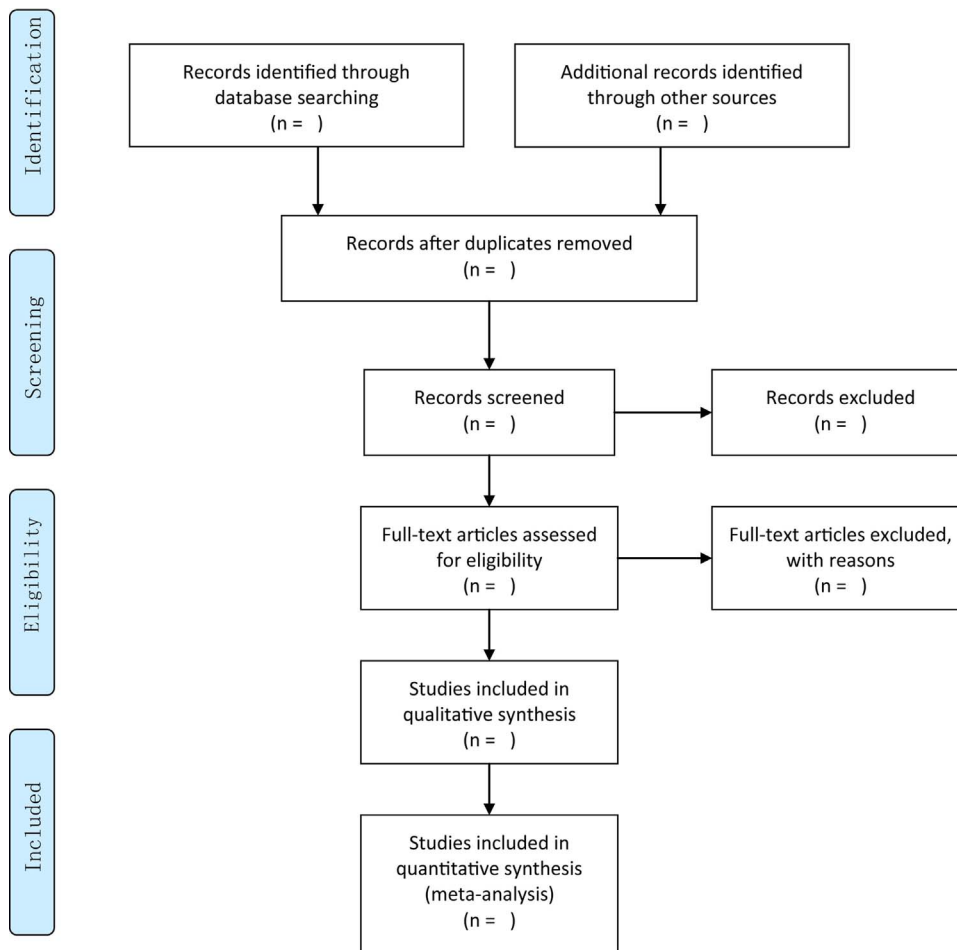 Identification
Records identified through
database searching
(n =   )
Additional records identified
through other sources
(n =   )
Records after duplicates removed
(n =   )
Screening
Records screened
(n =   )
Records excluded
(n =   )
Eligibility
Full-text articles assessed
for eligibility
(n =   )
Full-text articles excluded,
with reasons
(n =   )
Studies included in
qualitative synthesis
(n =   )
Included
Studies included in
quantitative synthesis
(meta-analysis)
(n =   )